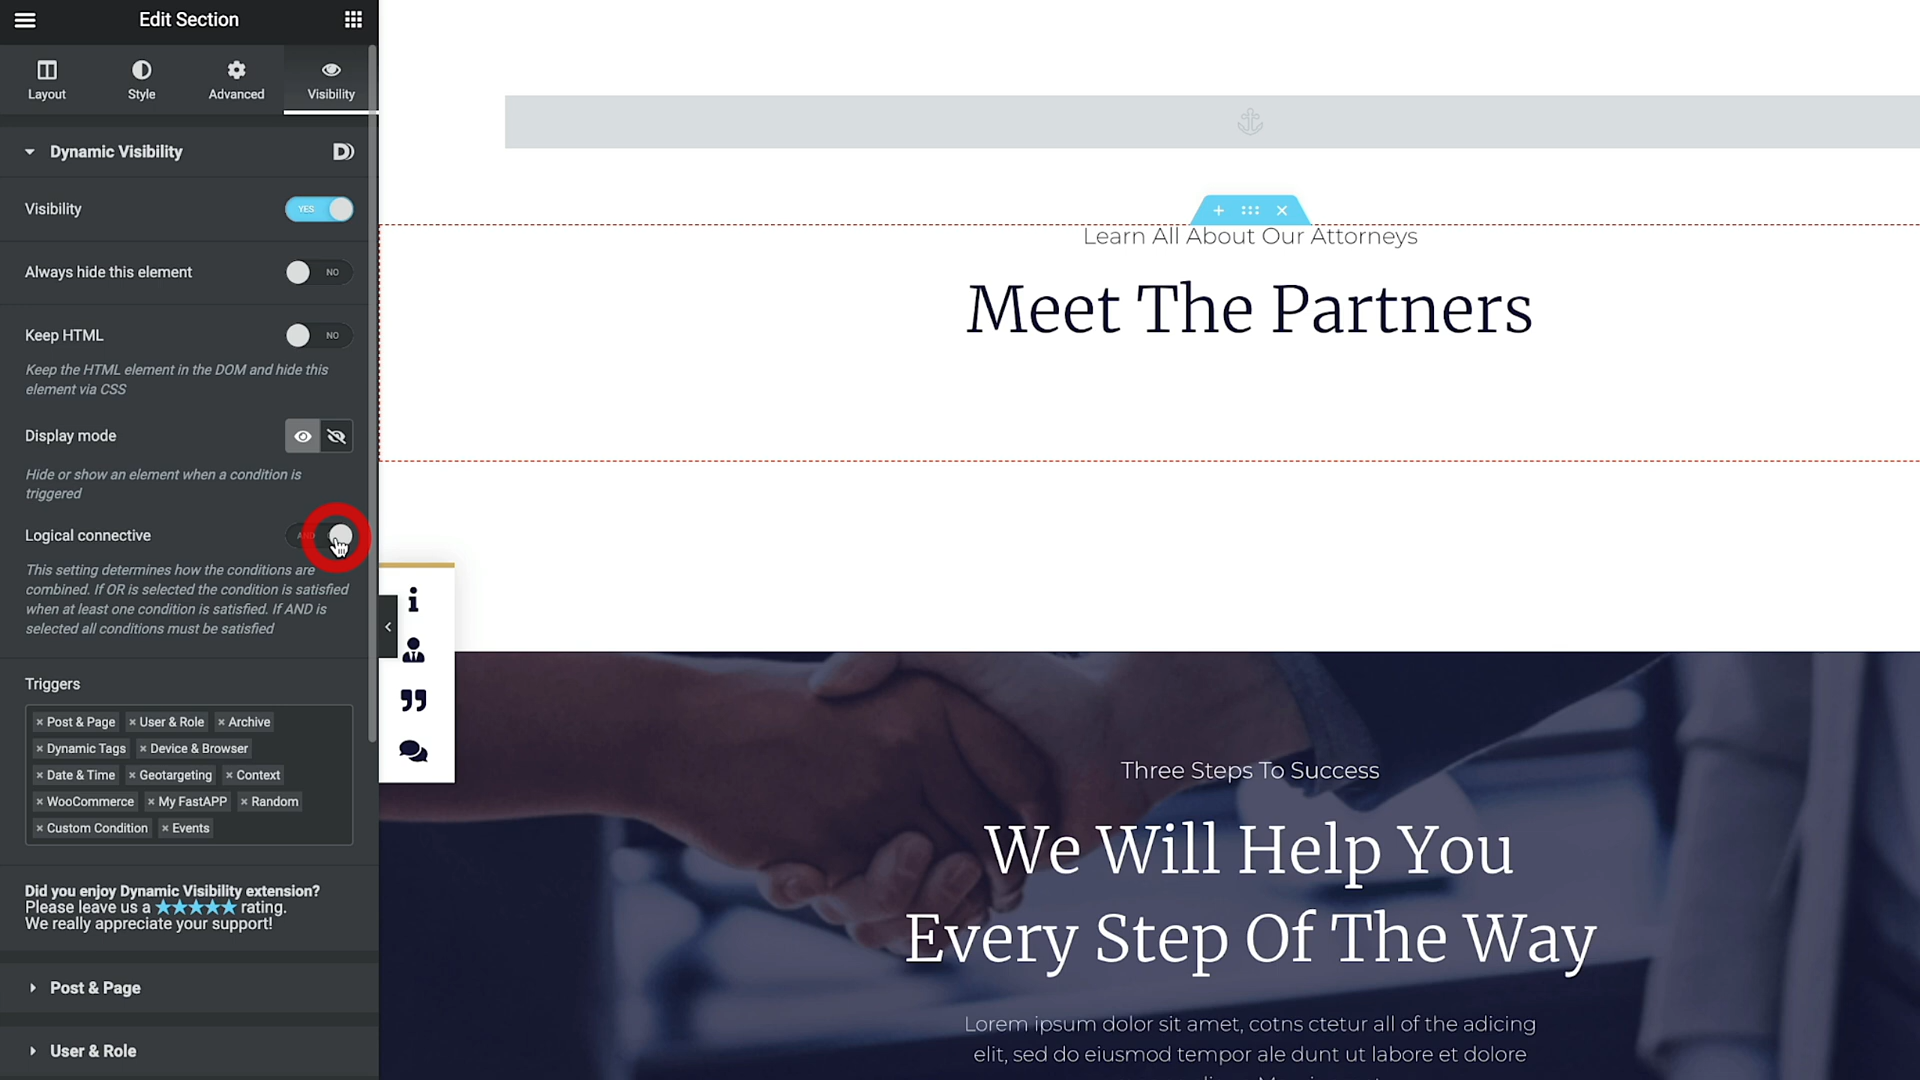 Edit Section
Layout
Style
Advanced
Visibility
Dynamic Visibility
Visibility
YES
Always hide this element
NO
Keep HTML
NO
Keep the HTML element in the DOM and hide this
element via CSS
Display mode
Hide or show an element when a condition is
triggered
Logical connective
AND
This setting determines how the conditions are
combined. If OR is selected the condition is satisfied
when at least one condition is satisfied. If AND is
selected all conditions must be satisfied
Triggers
× Post & Page × User & Role × Archive
× Dynamic Tags × Device & Browser
× Date & Time × Geotargeting × Context
× WooCommerce × My FastAPP × Random
× Custom Condition × Events
Did you enjoy Dynamic Visibility extension?
Please leave us a ★★★★★ rating.
We really appreciate your support!
Post & Page
User & Role
Learn All About Our Attorneys
Meet The Partners
Three Steps To Success
We Will Help You
Every Step Of The Way
Lorem ipsum dolor sit amet, cotns ctetur all of the adicing
elit, sed do eiusmod tempor ale dunt ut labore et dolore